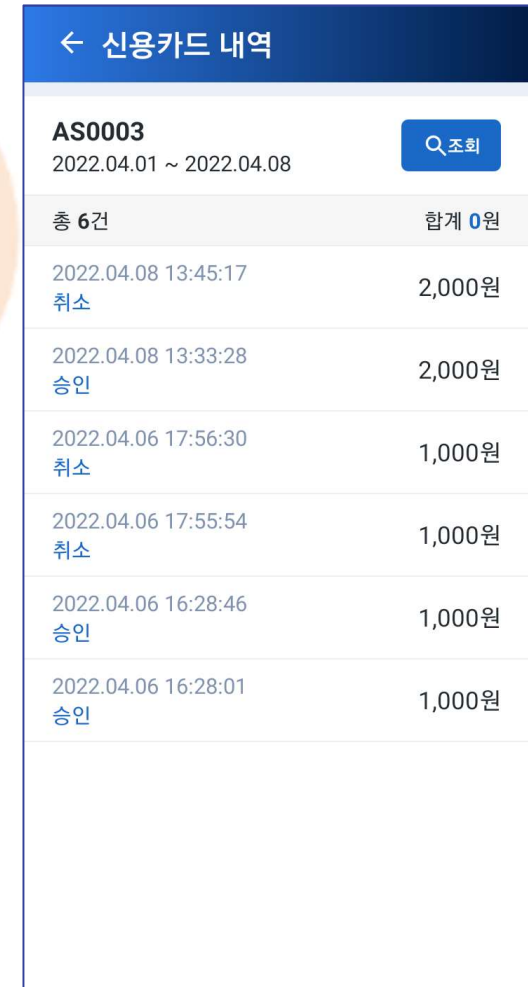 ← 신용카드 내역
AS0003
2022.04.01 ~ 2022.04.08
조회
총 6건 합계 0원
2022.04.08 13:45:17
취소
2,000원
2022.04.08 13:33:28
승인
2,000원
2022.04.06 17:56:30
취소
1,000원
2022.04.06 17:55:54
취소
1,000원
2022.04.06 16:28:46
승인
1,000원
2022.04.06 16:28:01
승인
1,000원